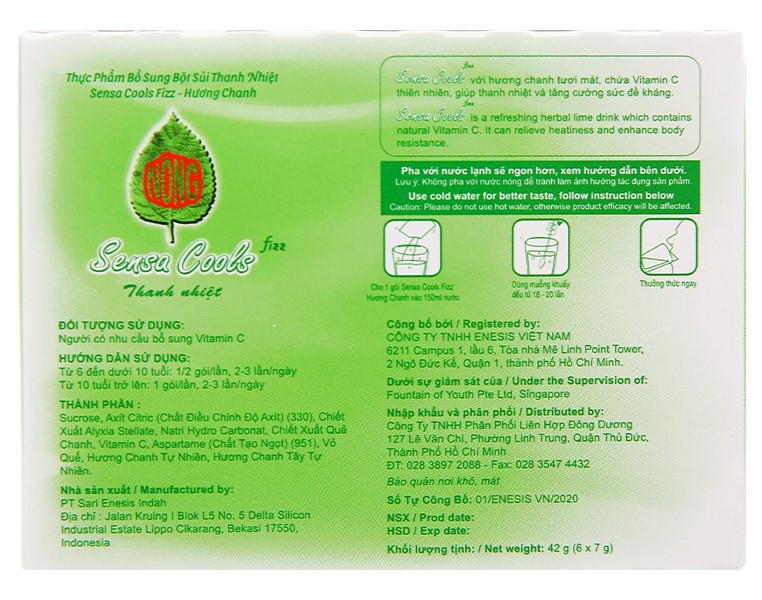 Thực Phẩm Bổ Sung Bột Sủi Thanh Nhiệt
Sensa Cools Fizz - Hương Chanh
NÓNG
Sensa Cools fizz
Thanh nhiệt
ĐỐI TƯỢNG SỬ DỤNG:
Người có nhu cầu bổ sung Vitamin C
HƯỚNG DẪN SỬ DỤNG:
Từ 6 đến dưới 10 tuổi: 1/2 gói/lần, 2-3 lần/ngày
Từ 10 tuổi trở lên: 1 gói/lần, 2-3 lần/ngày
THÀNH PHẦN :
Sucrose, Axít Citric (Chất Điều Chỉnh Độ Axít) (330), Chiết
Xuất Alyxia Stellate, Natri Hydro Carbonat, Chiết Xuất Quả
Chanh, Vitamin C, Aspartame (Chất Tạo Ngọt) (951), Vỏ
Quế, Hương Chanh Tự Nhiên, Hương Chanh Tây Tự
Nhiên.
Nhà sản xuất / Manufactured by:
PT Sari Enesis Indah
Địa chỉ : Jalan Kruing I Blok L5 No. 5 Delta Silicon
Industrial Estate Lippo Cikarang, Bekasi 17550,
Indonesia
Sensa Cools fizz với hương chanh tươi mát, chứa Vitamin C
thiên nhiên, giúp thanh nhiệt và tăng cường sức đề kháng.
Sensa Cools fizz is a refreshing herbal lime drink which contains
natural Vitamin C. It can relieve heatiness and enhance body
resistance.
Pha với nước lạnh sẽ ngon hơn, xem hướng dẫn bên dưới.
Lưu ý: Không pha với nước nóng để tránh làm ảnh hưởng tác dụng sản phẩm.
Use cold water for better taste, follow instruction below
Caution: Please do not use hot water, otherwise product efficacy will be affected.
Cho 1 gói Sensa Cools Fizz
Hương Chanh vào 150ml nước
Dùng muỗng khuấy
đều từ 18 - 20 lần
Thưởng thức ngay
Công bố bởi / Registered by:
CÔNG TY TNHH ENESIS VIỆT NAM
6211 Campus 1, lầu 6, Tòa nhà Mê Linh Point Tower,
2 Ngô Đức Kế, Quận 1, thành phố Hồ Chí Minh.
Dưới sự giám sát của / Under the Supervision of:
Fountain of Youth Pte Ltd, Singapore
Nhập khẩu và phân phối / Distributed by:
Công Ty TNHH Phân Phối Liên Hợp Đông Dương
127 Lê Văn Chí, Phường Linh Trung, Quận Thủ Đức,
Thành Phố Hồ Chí Minh
ĐT: 028 3897 2088 - Fax: 028 3547 4432
Bảo quản nơi khô, mát
Số Tự Công Bố: 01/ENESIS VN/2020
NSX / Prod date:
HSD / Exp date:
Khối lượng tịnh: / Net weight: 42 g (6 x 7 g)